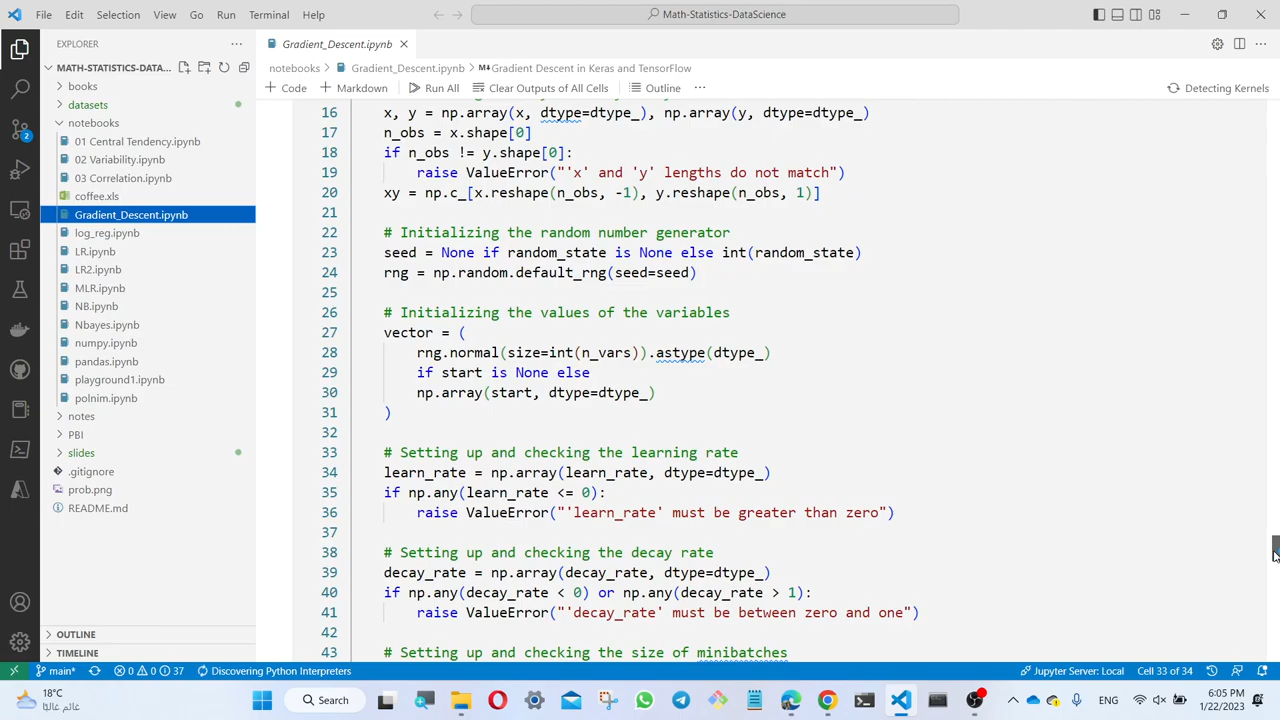 File Edit Selection View Go Run Terminal Help
Math-Statistics-DataScience
EXPLORER
MATH-STATISTICS-DATA...
books
datasets
notebooks
01 Central Tendency.ipynb
02 Variability.ipynb
03 Correlation.ipynb
coffee.xls
Gradient_Descent.ipynb
log_reg.ipynb
LR.ipynb
LR2.ipynb
MLR.ipynb
NB.ipynb
Nbayes.ipynb
numpy.ipynb
pandas.ipynb
playground1.ipynb
polnim.ipynb
notes
PBI
slides
.gitignore
prob.png
README.md
OUTLINE
TIMELINE
2
Gradient_Descent.ipynb
notebooks > Gradient_Descent.ipynb > Gradient Descent in Keras and TensorFlow
+ Code + Markdown Run All Clear Outputs of All Cells Outline ... Detecting Kernels
16 x, y = np.array(x, dtype=dtype_), np.array(y, dtype=dtype_)
17 n_obs = x.shape[0]
18 if n_obs != y.shape[0]:
19 raise ValueError("'x' and 'y' lengths do not match")
20 xy = np.c_[x.reshape(n_obs, -1), y.reshape(n_obs, 1)]
21
22 # Initializing the random number generator
23 seed = None if random_state is None else int(random_state)
24 rng = np.random.default_rng(seed=seed)
25
26 # Initializing the values of the variables
27 vector = (
28 rng.normal(size=int(n_vars)).astype(dtype_)
29 if start is None else
30 np.array(start, dtype=dtype_)
31 )
32
33 # Setting up and checking the learning rate
34 learn_rate = np.array(learn_rate, dtype=dtype_)
35 if np.any(learn_rate <= 0):
36 raise ValueError("'learn_rate' must be greater than zero")
37
38 # Setting up and checking the decay rate
39 decay_rate = np.array(decay_rate, dtype=dtype_)
40 if np.any(decay_rate < 0) or np.any(decay_rate > 1):
41 raise ValueError("'decay_rate' must be between zero and one")
42
43 # Setting up and checking the size of minibatches
main* 0 0 37 Discovering Python Interpreters Jupyter Server: Local Cell 33 of 34
18°C
غائم غالبًا
Search
ENG
6:05 PM
1/22/2023